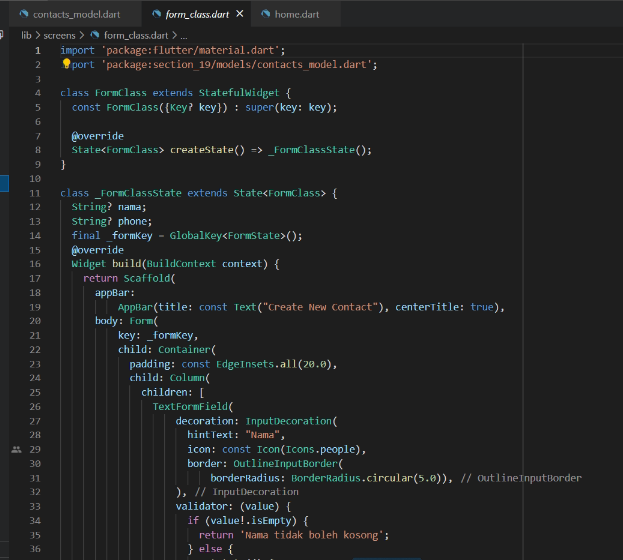 contacts_model.dart form_class.dart home.dart
lib > screens > form_class.dart > ...
1 import 'package:flutter/material.dart';
2 port 'package:section_19/models/contacts_model.dart';
3
4 class FormClass extends StatefulWidget {
5 const FormClass({Key? key}) : super(key: key);
6
7 @override
8 State<FormClass> createState() => _FormClassState();
9 }
10
11 class _FormClassState extends State<FormClass> {
12 String? nama;
13 String? phone;
14 final _formKey = GlobalKey<FormState>();
15 @override
16 Widget build(BuildContext context) {
17 return Scaffold(
18 appBar:
19 AppBar(title: const Text("Create New Contact"), centerTitle: true),
20 body: Form(
21 key: _formKey,
22 child: Container(
23 padding: const EdgeInsets.all(20.0),
24 child: Column(
25 children: [
26 TextFormField(
27 decoration: InputDecoration(
28 hintText: "Nama",
29 icon: const Icon(Icons.people),
30 border: OutlineInputBorder(
31 borderRadius: BorderRadius.circular(5.0)), // OutlineInputBorder
32 ), // InputDecoration
33 validator: (value) {
34 if (value!.isEmpty) {
35 return 'Nama tidak boleh kosong';
36 } else {